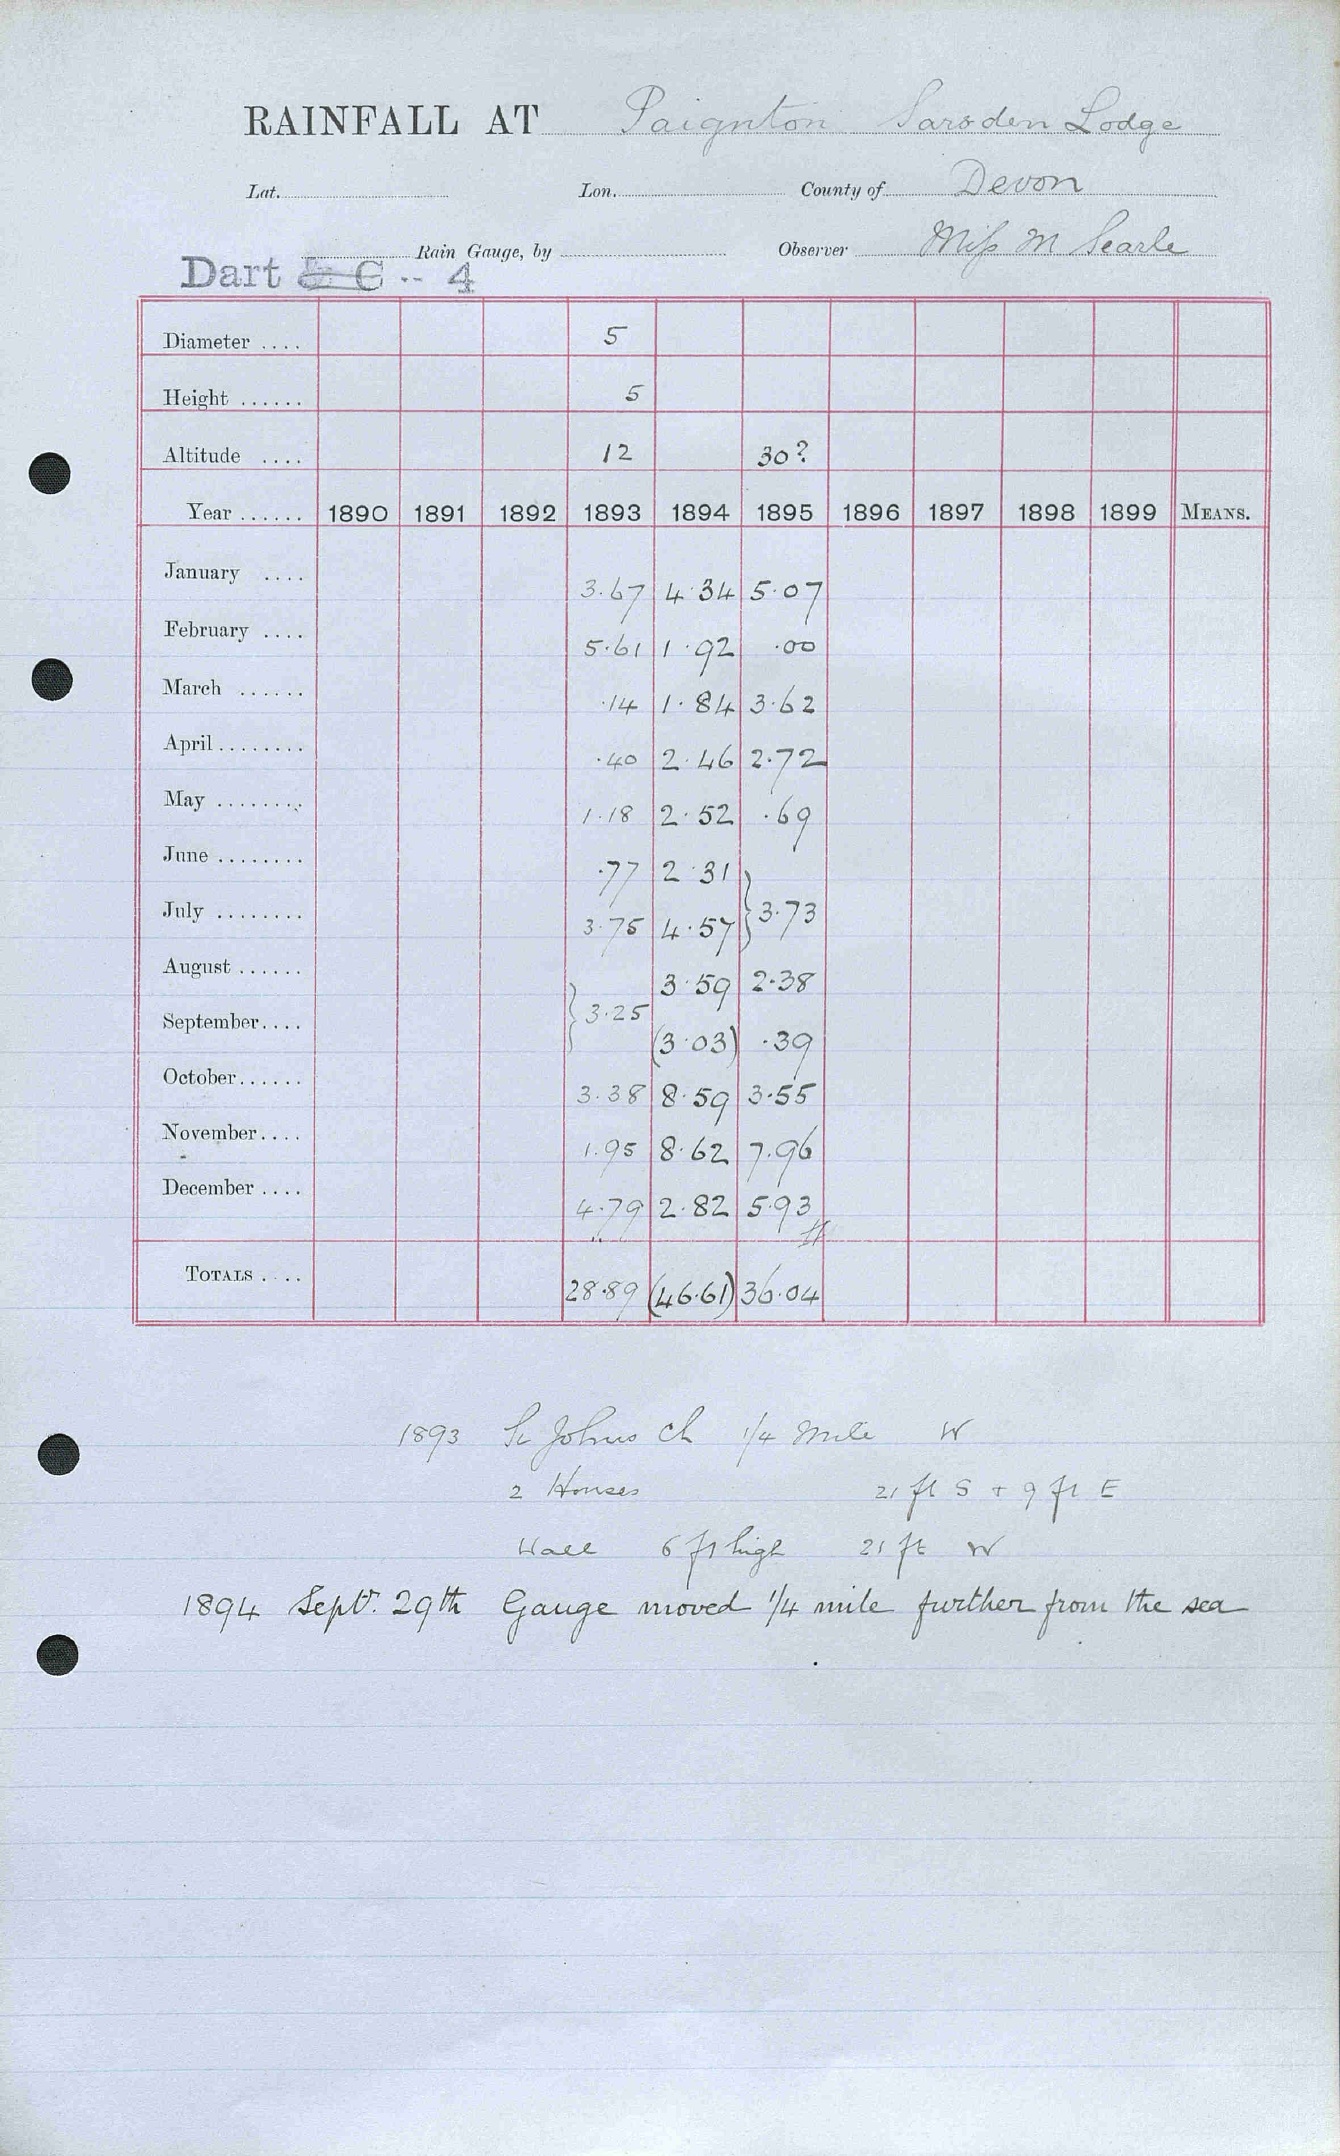 RAINFALL AT Paignton Sarsden Lodge
Lat. Lon. County of Devon
Rain Gauge, by Observer Miss M Searle
Dart & C -- 4
Diameter .... 5
Height ...... 5
Altitude .... 12 30?
Year ...... 1890 1891 1892 1893 1894 1895 1896 1897 1898 1899 MEANS.
January .... 3.67 4.34 5.07
February .... 5.61 1.92 .00
March ...... .14 1.84 3.62
April ........ .40 2.46 2.72
May ........ 1.18 2.52 .69
June ........ .77 2.31
July ........ 3.75 4.57 } 3.73
August ...... 3.59 2.38
September.... } 3.25 (3.03) .39
October...... 3.38 8.59 3.55
November.... 1.95 8.62 7.96
December .... 4.79 2.82 5.93
TOTALS .... 28.89 (46.61) 36.04
1893 St Johns Ch 1/4 Mile W
2 Houses 21 ft S + 9 ft E
Wall 6 ft high 21 ft W
1894 Sept. 29th Gauge moved 1/4 mile further from the sea